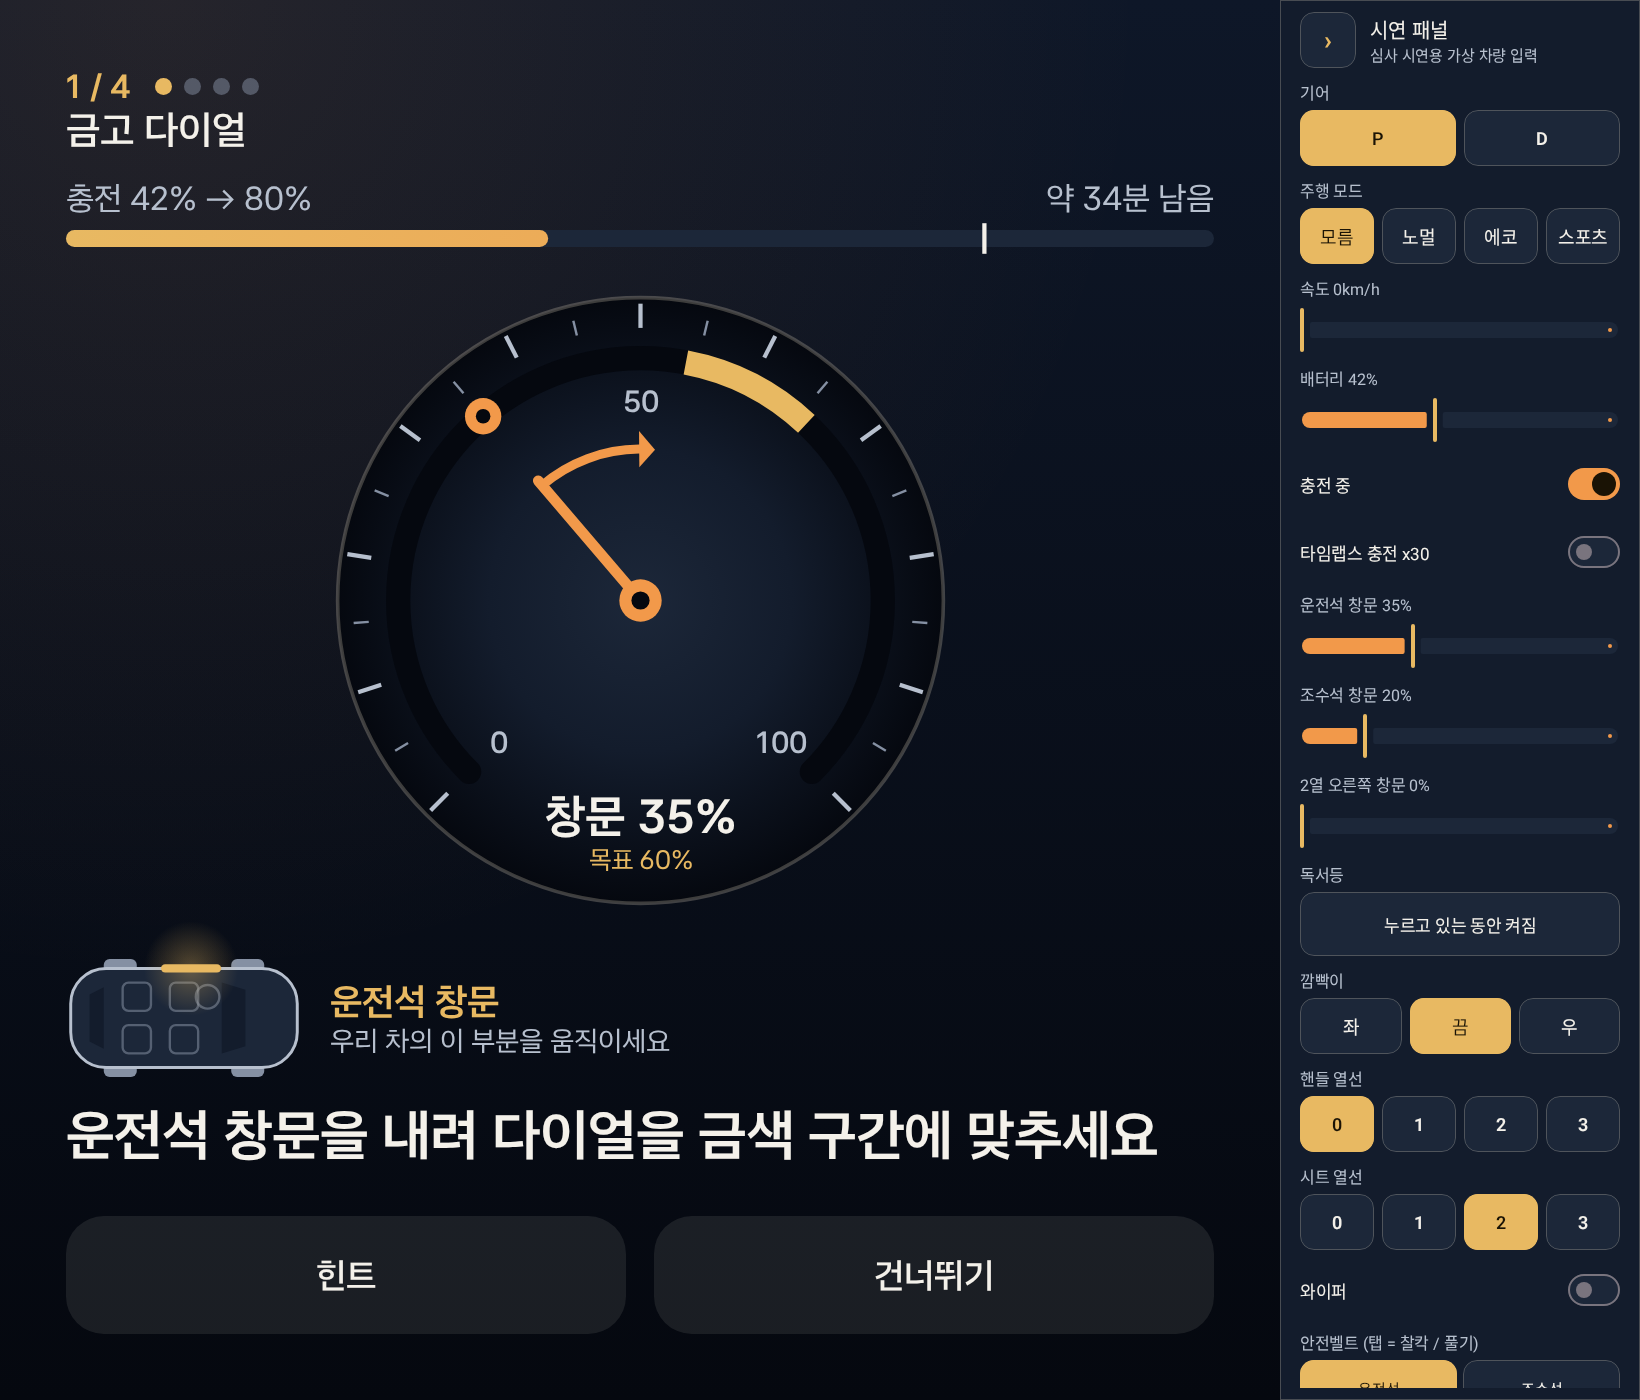 1 / 4
금고 다이얼
충전 42% → 80%
약 34분 남음
50
0
100
창문 35%
목표 60%
운전석 창문
우리 차의 이 부분을 움직이세요
운전석 창문을 내려 다이얼을 금색 구간에 맞추세요
힌트
건너뛰기
시연 패널
심사 시연용 가상 차량 입력
기어
P
D
주행 모드
모름
노멀
에코
스포츠
속도 0km/h
배터리 42%
충전 중
타임랩스 충전 x30
운전석 창문 35%
조수석 창문 20%
2열 오른쪽 창문 0%
독서등
누르고 있는 동안 켜짐
깜빡이
좌
끔
우
핸들 열선
0
1
2
3
시트 열선
0
1
2
3
와이퍼
안전벨트 (탭 = 찰칵 / 풀기)